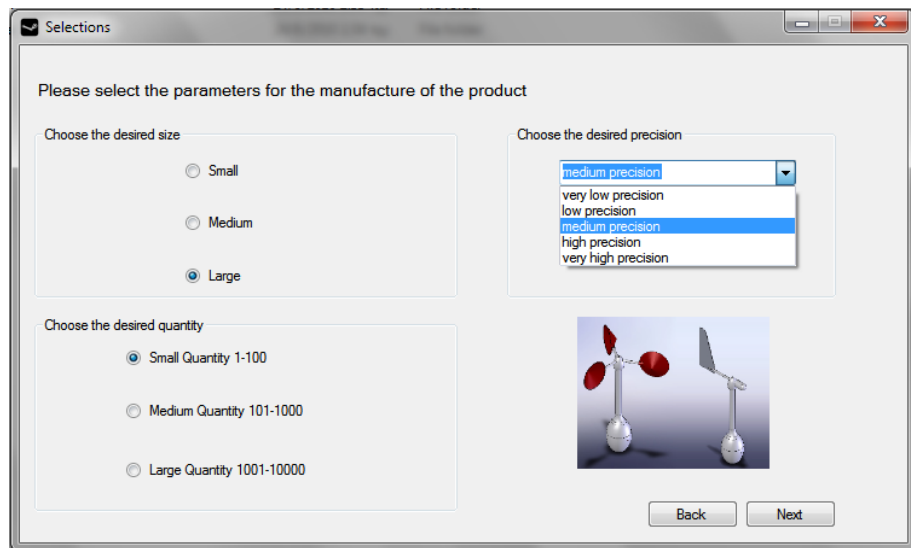 Selections
Please select the parameters for the manufacture of the product
Choose the desired size
Small
Medium
Large
Choose the desired precision
medium precision
very low precision
low precision
medium precision
high precision
very high precision
Choose the desired quantity
Small Quantity 1-100
Medium Quantity 101-1000
Large Quantity 1001-10000
Back
Next